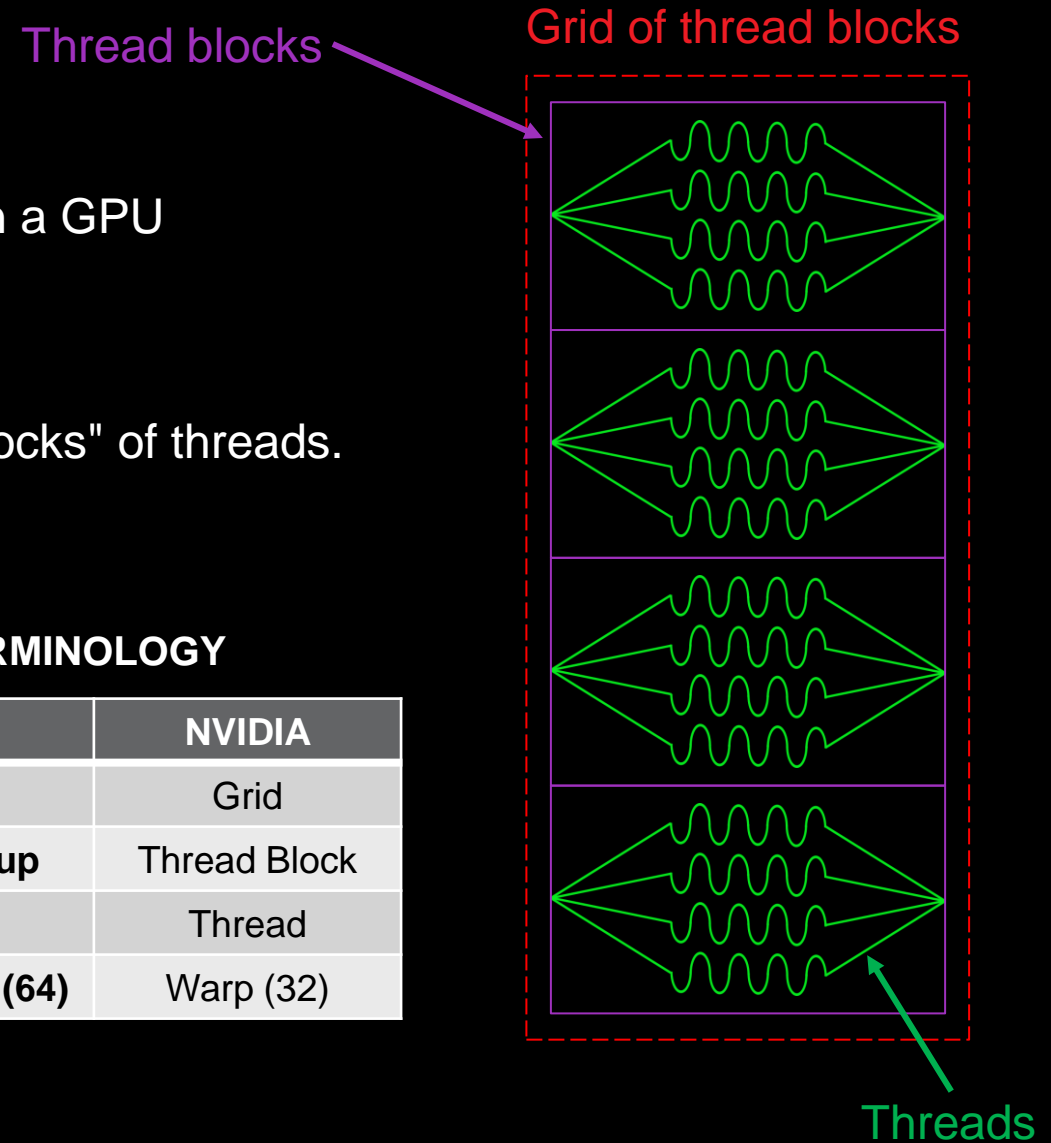 Thread blocks
Grid of thread blocks
n a GPU
ocks" of threads.
RMINOLOGY
NVIDIA
Grid
up Thread Block
Thread
(64) Warp (32)
Threads